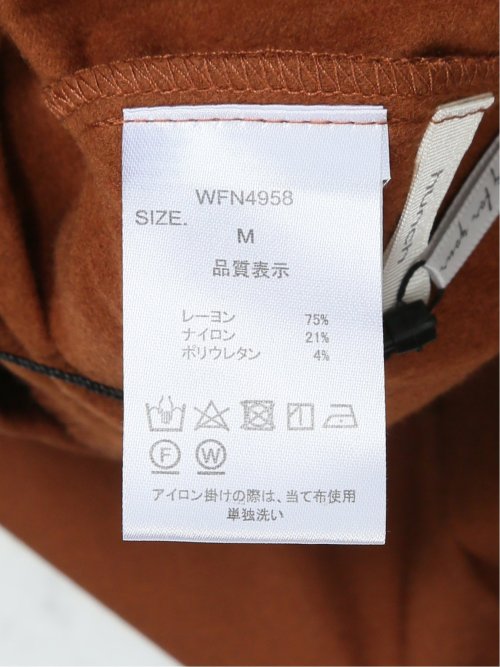 WFN4958
SIZE.
M
品質表示
レーヨン 75%
ナイロン 21%
ポリウレタン 4%
F W
アイロン掛けの際は、当て布使用
単独洗い
for you